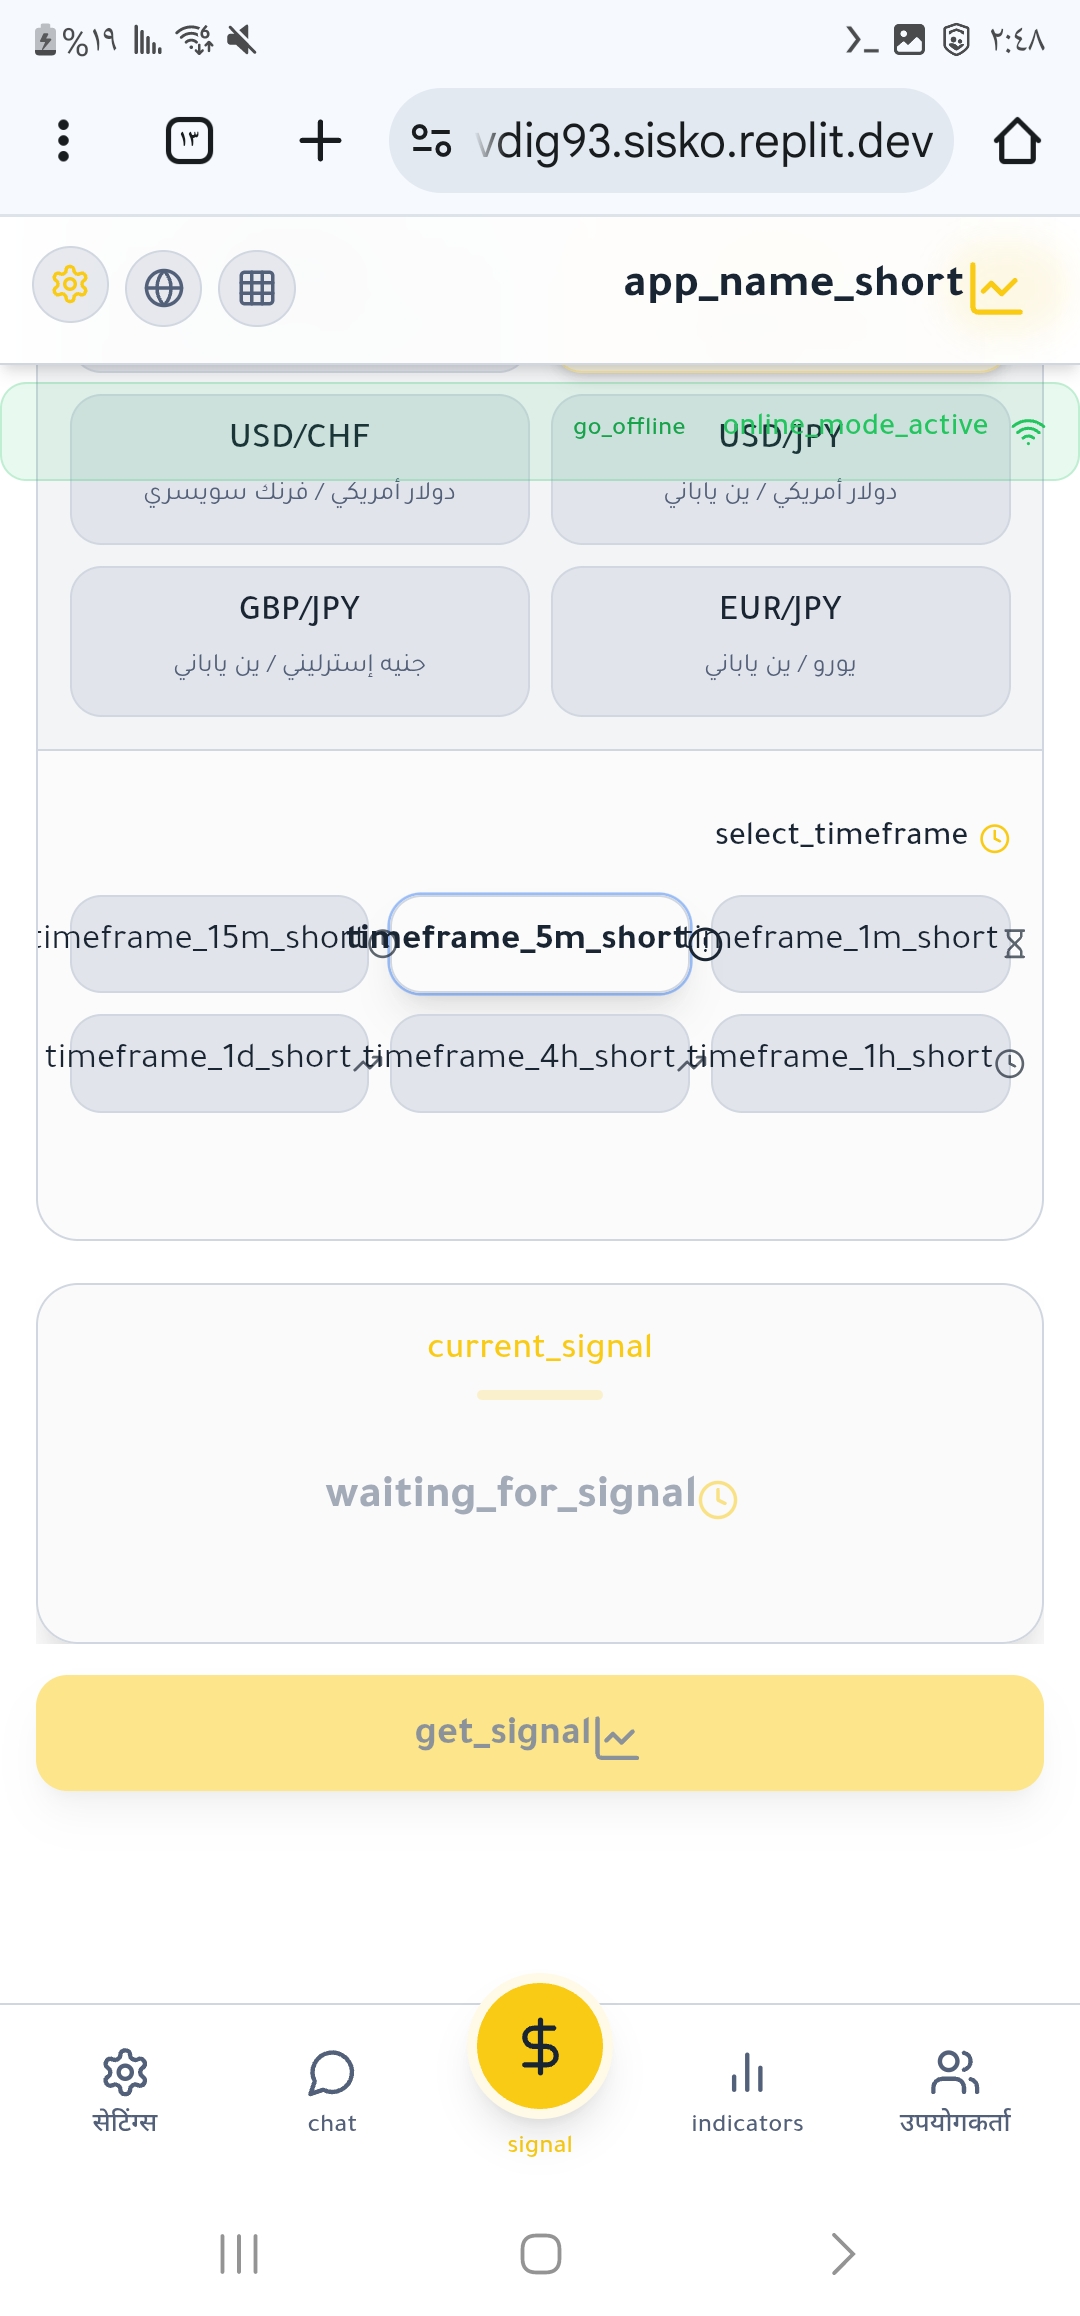 %١٩
٢:٤٨
١٣
vdig93.sisko.replit.dev
app_name_short
online_mode_active
go_offline
USD/JPY
دولار أمريكي / ين ياباني
USD/CHF
دولار أمريكي / فرنك سويسري
EUR/JPY
يورو / ين ياباني
GBP/JPY
جنيه إسترليني / ين ياباني
select_timeframe
timeframe_1m_short
timeframe_5m_short
timeframe_15m_short
timeframe_1h_short
timeframe_4h_short
timeframe_1d_short
current_signal
waiting_for_signal
get_signal
उपयोगकर्ता
indicators
signal
chat
सेटिंग्स